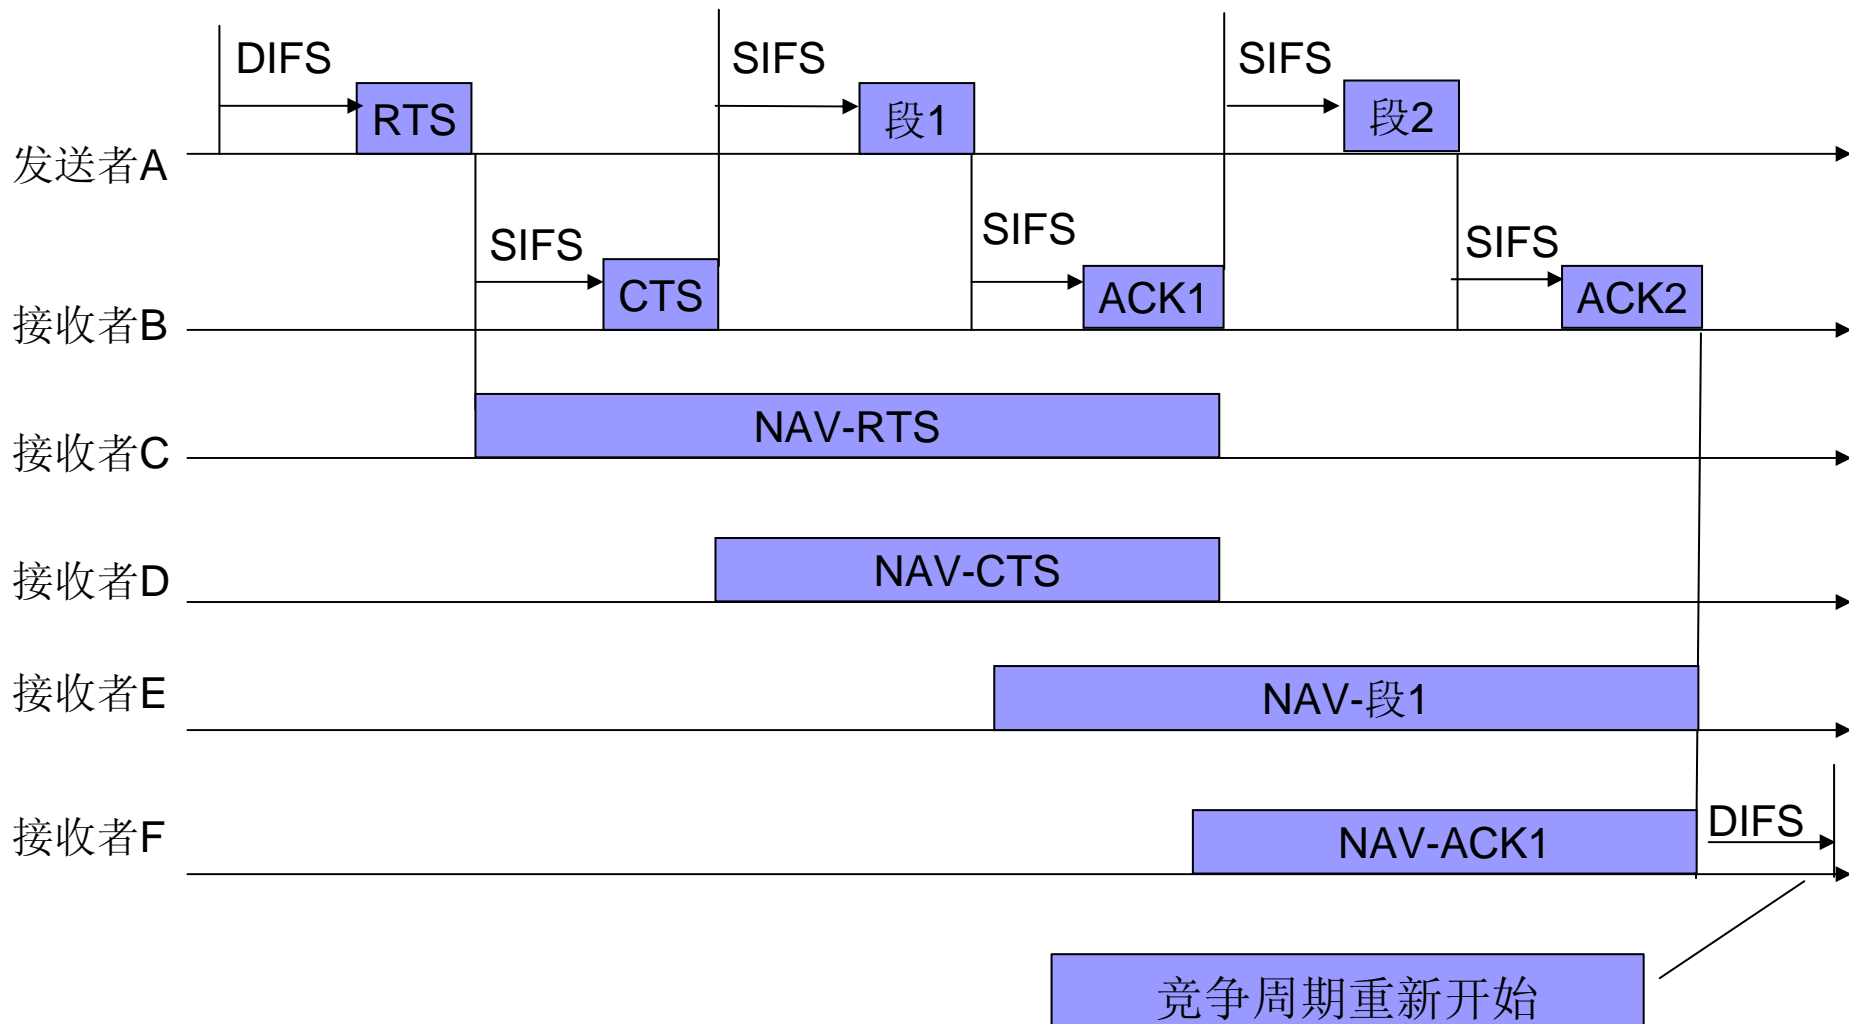 DIFS
SIFS
SIFS
RTS
段1
段2
发送者A
SIFS
SIFS
SIFS
CTS
ACK1
ACK2
接收者B
NAV-RTS
接收者C
NAV-CTS
接收者D
NAV-段1
接收者E
DIFS
NAV-ACK1
接收者F
竞争周期重新开始